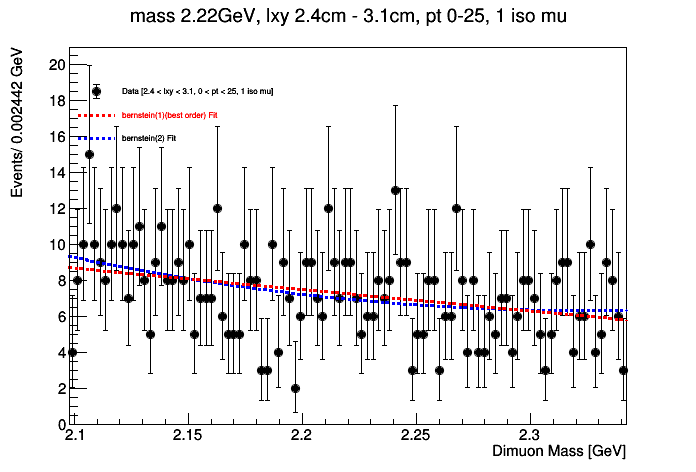 mass 2.22GeV, lxy 2.4cm - 3.1cm, pt 0-25, 1 iso mu
Events/ 0.002442 GeV
20
18
16
14
12
10
8
6
4
2
0
Data [2.4 < lxy < 3.1, 0 < pt < 25, 1 iso mu]
bernstein(1)(best order) Fit
bernstein(2) Fit
2.1 2.15 2.2 2.25 2.3
Dimuon Mass [GeV]